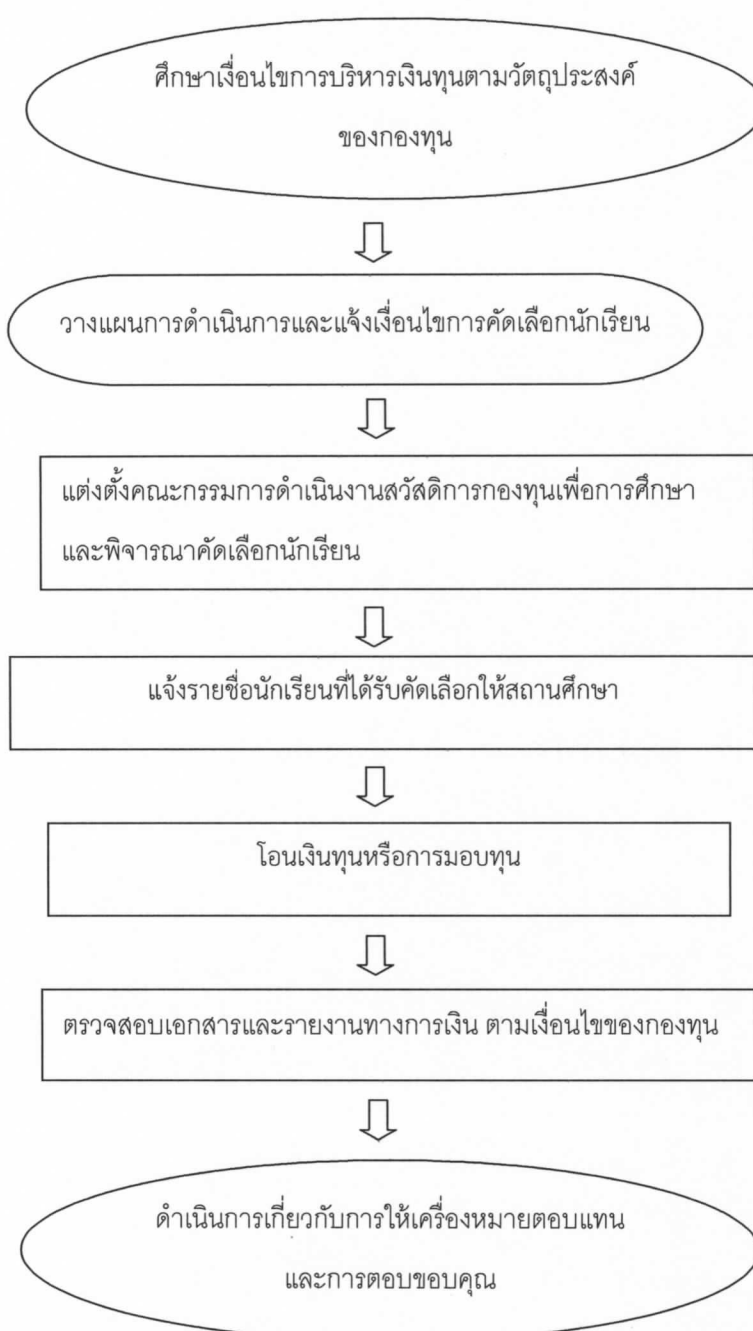 ศึกษาเงื่อนไขการบริหารเงินทุนตามวัตถุประสงค์
ของกองทุน
วางแผนการดำเนินการและแจ้งเงื่อนไขการคัดเลือกนักเรียน
แต่งตั้งคณะกรรมการดำเนินงานสวัสดิการกองทุนเพื่อการศึกษา
และพิจารณาคัดเลือกนักเรียน
แจ้งรายชื่อนักเรียนที่ได้รับคัดเลือกให้สถานศึกษา
โอนเงินทุนหรือการมอบทุน
ตรวจสอบเอกสารและรายงานทางการเงิน ตามเงื่อนไขของกองทุน
ดำเนินการเกี่ยวกับการให้เครื่องหมายตอบแทน
และการตอบขอบคุณ